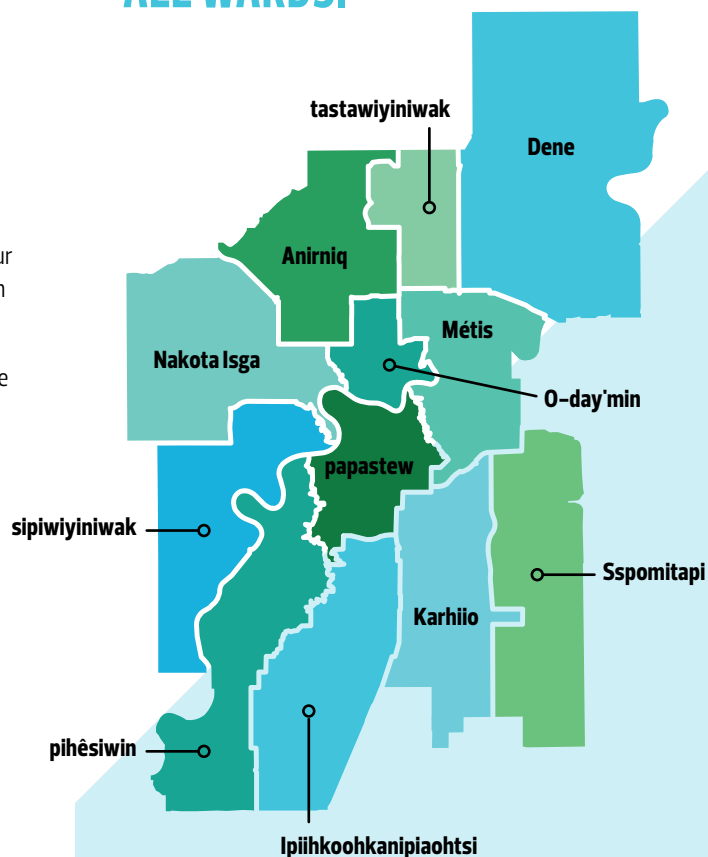 ALL WARDS!
tastawiyiniwak
Dene
Anirniq
Métis
Nakota Isga
O-day'min
papastew
sipiwiyiniwak
Sspomitapi
Karhiio
pihêsiwin
Ipiihkoohkanipiaohtsi